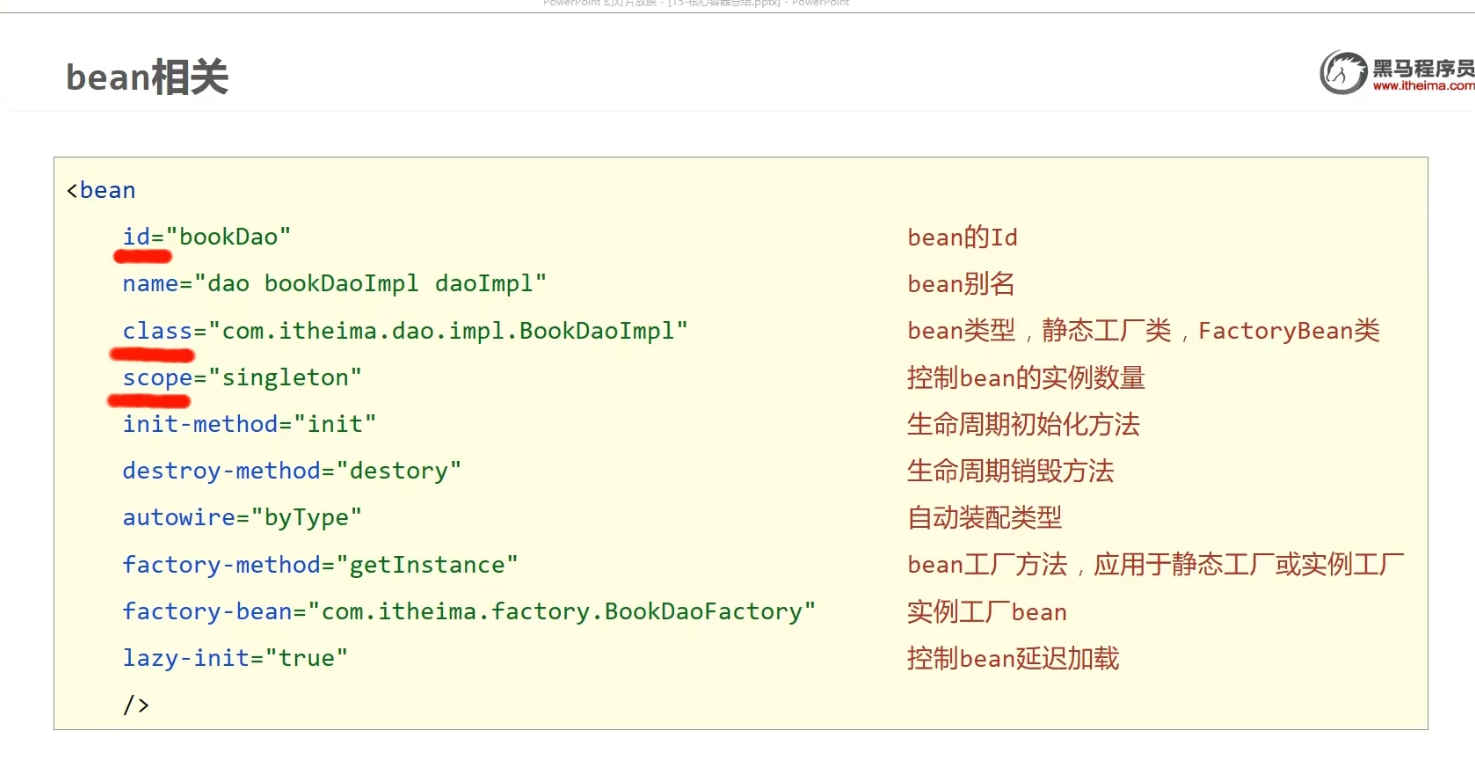 PowerPoint 幻灯片放映 - [15-核心容器总结.pptx] - PowerPoint
bean相关
黑马程序员
www.itheima.com
<bean
id="bookDao" bean的Id
name="dao bookDaoImpl daoImpl" bean别名
class="com.itheima.dao.impl.BookDaoImpl" bean类型，静态工厂类，FactoryBean类
scope="singleton" 控制bean的实例数量
init-method="init" 生命周期初始化方法
destroy-method="destory" 生命周期销毁方法
autowire="byType" 自动装配类型
factory-method="getInstance" bean工厂方法，应用于静态工厂或实例工厂
factory-bean="com.itheima.factory.BookDaoFactory" 实例工厂bean
lazy-init="true" 控制bean延迟加载
/>